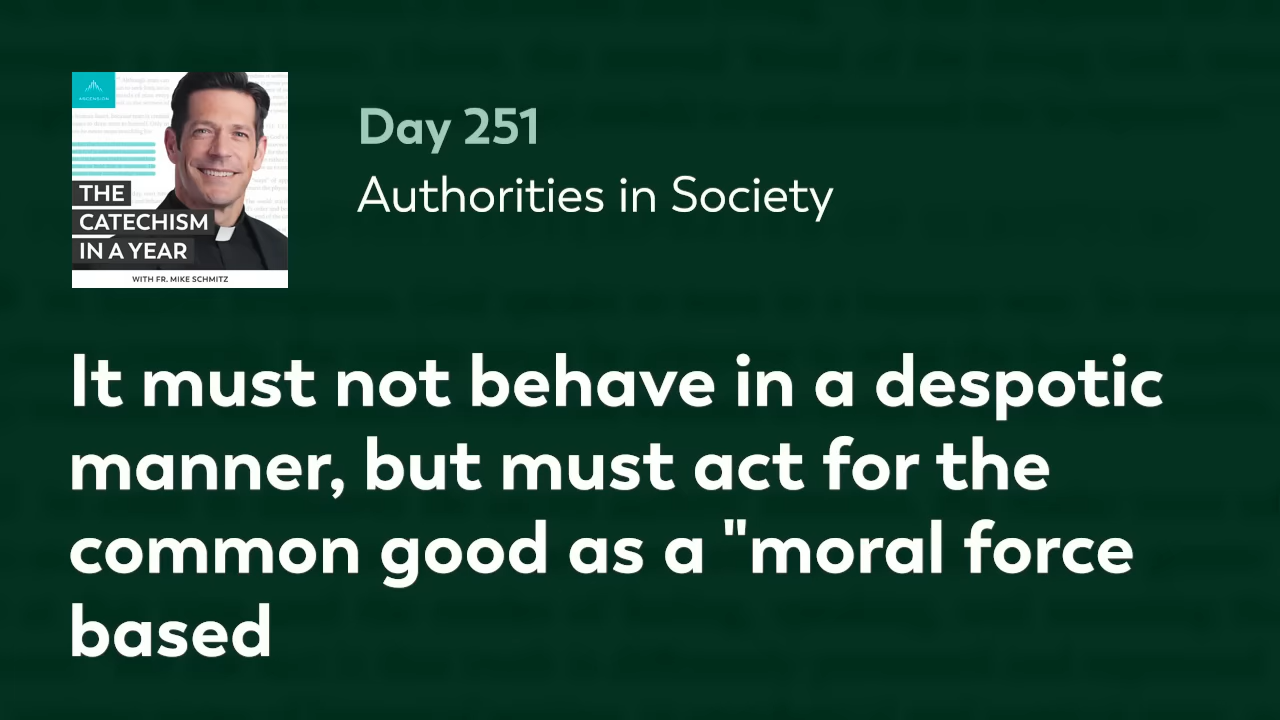 ASCENSION
THE
CATECHISM
IN A YEAR
WITH FR. MIKE SCHMITZ
Day 251
Authorities in Society
It must not behave in a despotic
manner, but must act for the
common good as a "moral force
based